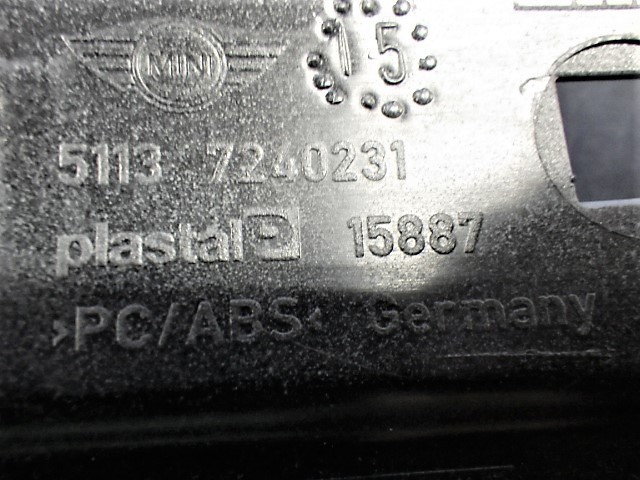 MINI
15
5113 7240231
plastal 15887
>PC/ABS< Germany